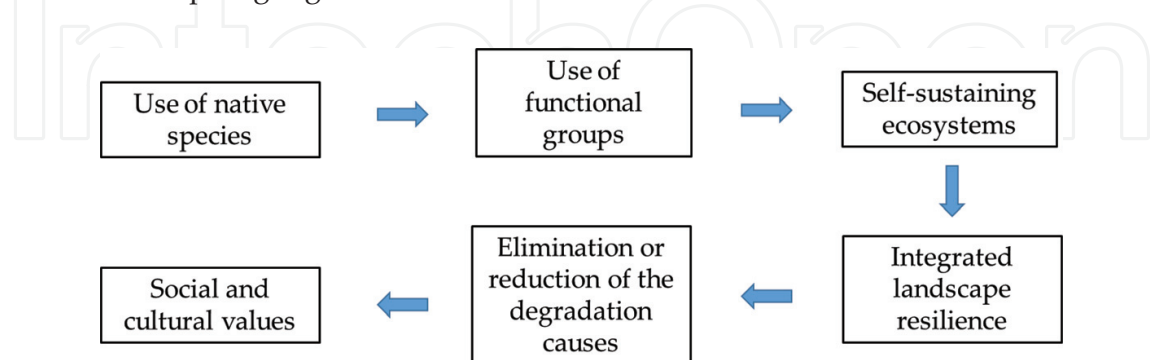 IntechOpen
Use of native
species
Use of
functional
groups
Self-sustaining
ecosystems
Integrated
landscape
resilience
Elimination or
reduction of the
degradation
causes
Social and
cultural values